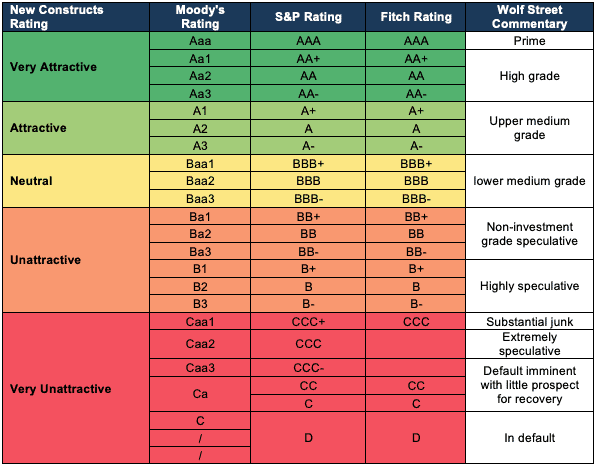 New Constructs Rating Moody's Rating S&P Rating Fitch Rating Wolf Street Commentary
Very Attractive Aaa AAA AAA Prime
Aa1 AA+ AA+ High grade
Aa2 AA AA
Aa3 AA- AA-
Attractive A1 A+ A+ Upper medium grade
A2 A A
A3 A- A-
Neutral Baa1 BBB+ BBB+ lower medium grade
Baa2 BBB BBB
Baa3 BBB- BBB-
Unattractive Ba1 BB+ BB+ Non-investment grade speculative
Ba2 BB BB
Ba3 BB- BB-
B1 B+ B+ Highly speculative
B2 B B
B3 B- B-
Very Unattractive Caa1 CCC+ CCC Substantial junk
Caa2 CCC Extremely speculative
Caa3 CCC- Default imminent with little prospect for recovery
Ca CC CC
C C
C D D In default
/
/